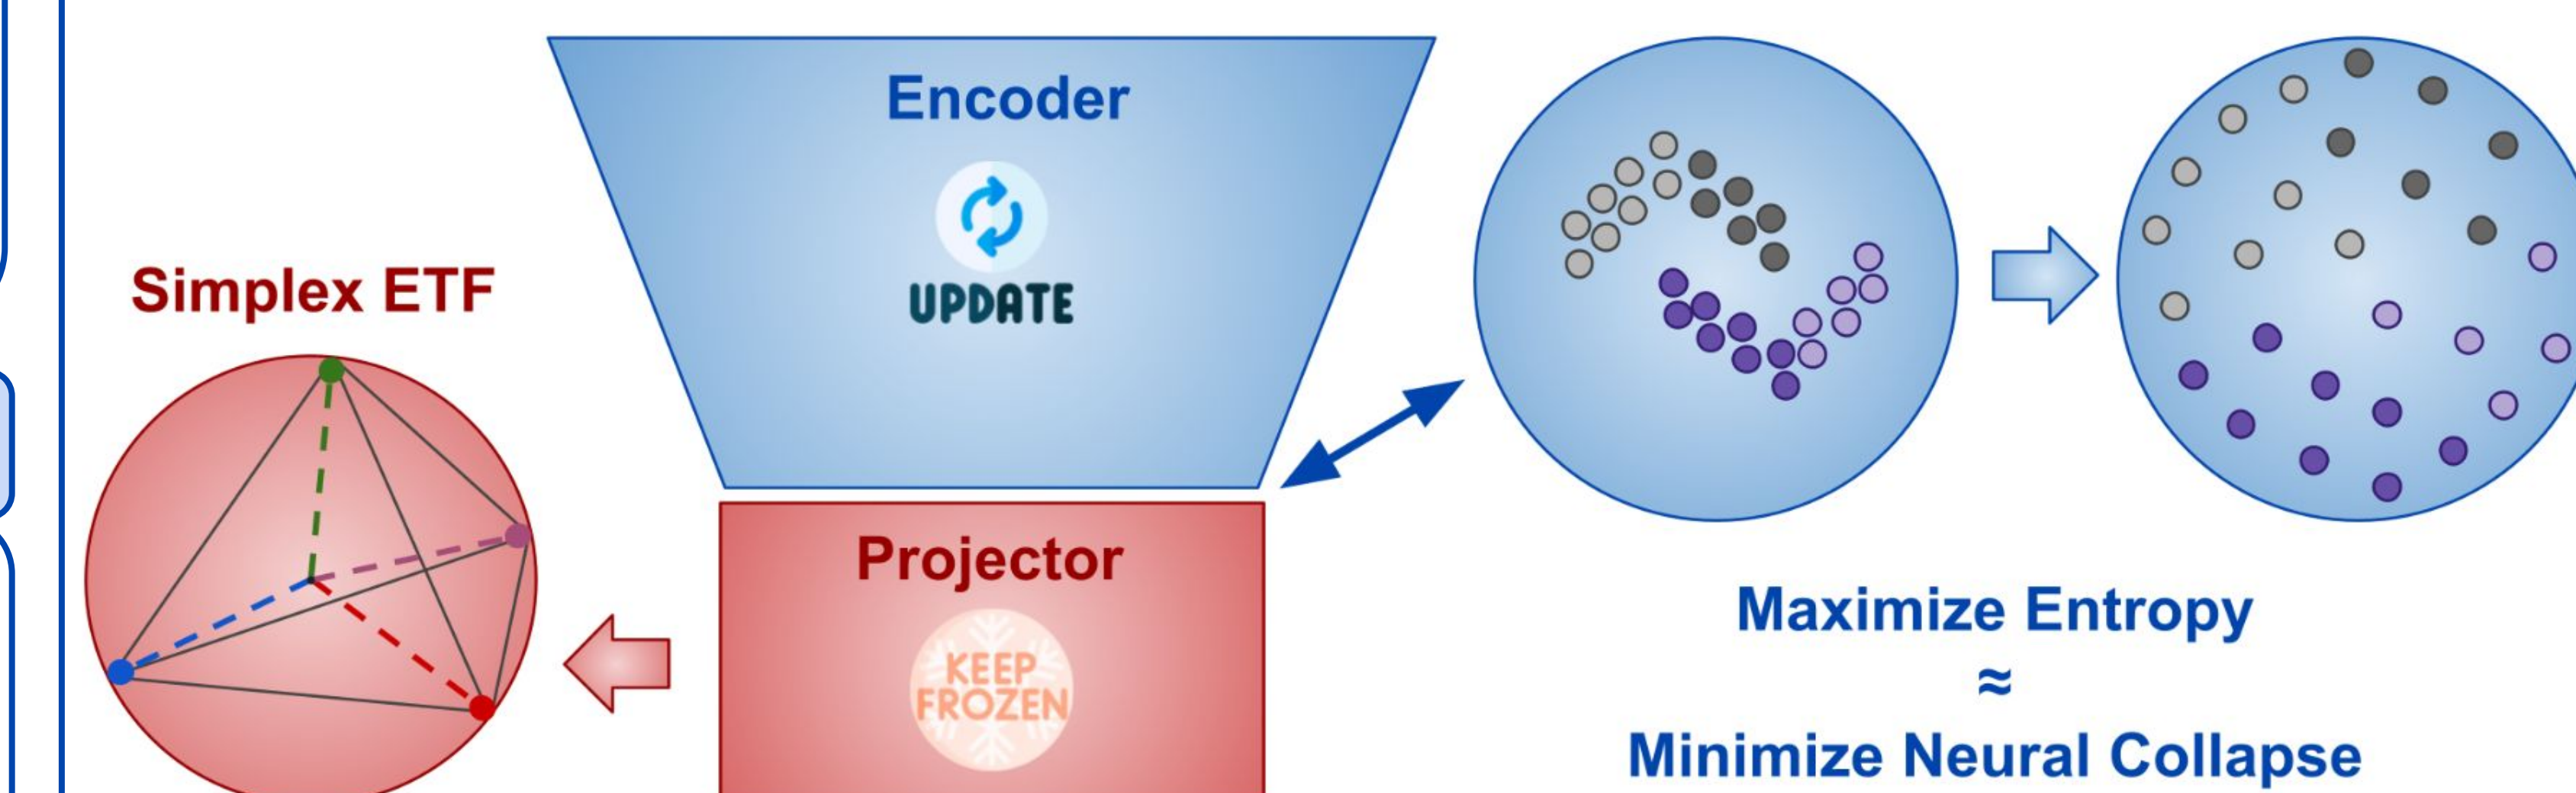 Encoder
UPDATE
Simplex ETF
Projector
KEEP
FROZEN
Maximize Entropy
≈
Minimize Neural Collapse